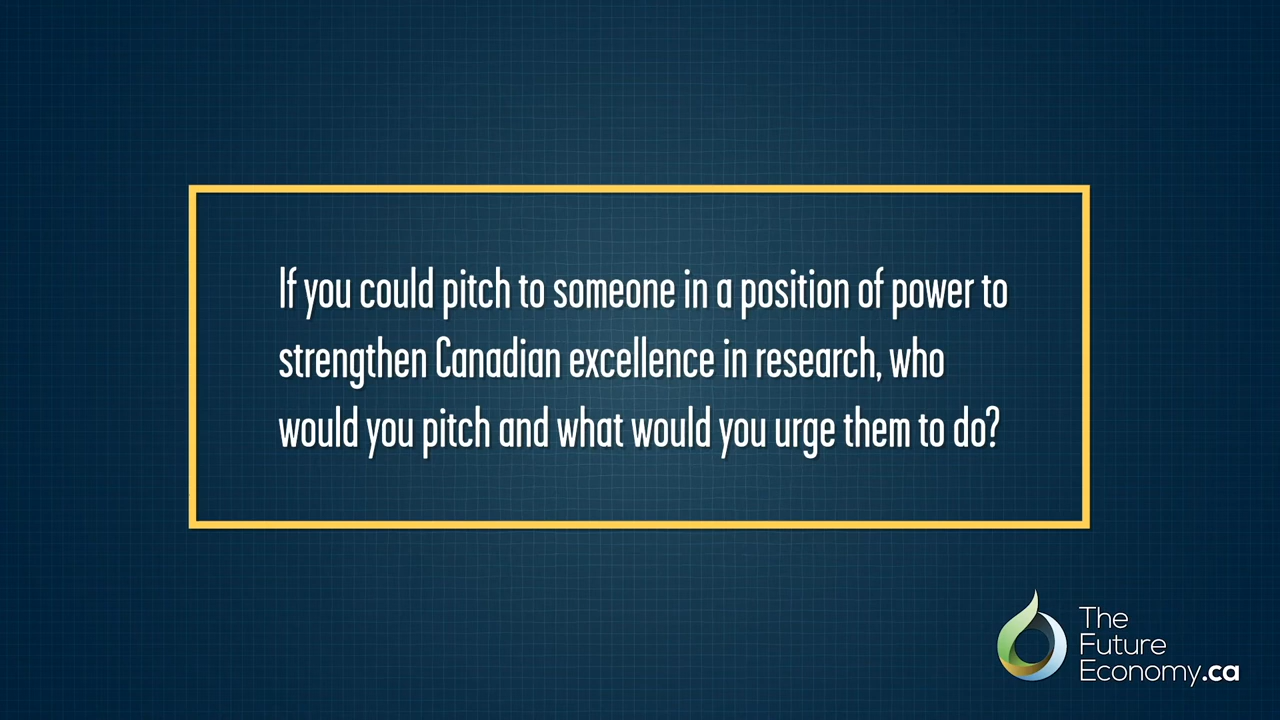 If you could pitch to someone in a position of power to
strengthen Canadian excellence in research, who
would you pitch and what would you urge them to do?
The
Future
Economy.ca